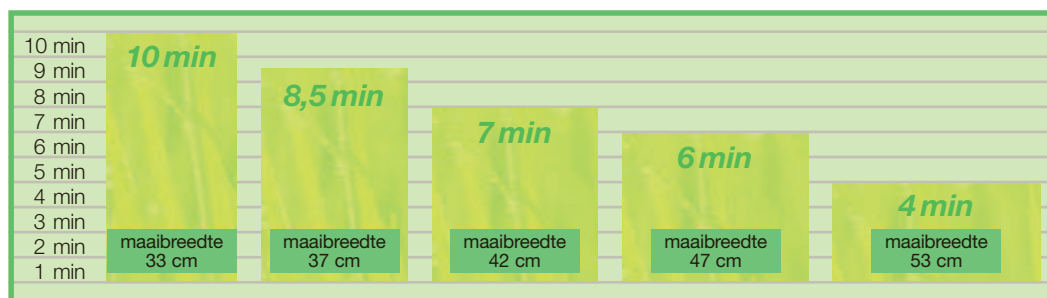 10 min
9 min
8 min
7 min
6 min
5 min
4 min
3 min
2 min
1 min
10 min
maaibreedte
33 cm
8,5 min
maaibreedte
37 cm
7 min
maaibreedte
42 cm
6 min
maaibreedte
47 cm
4 min
maaibreedte
53 cm